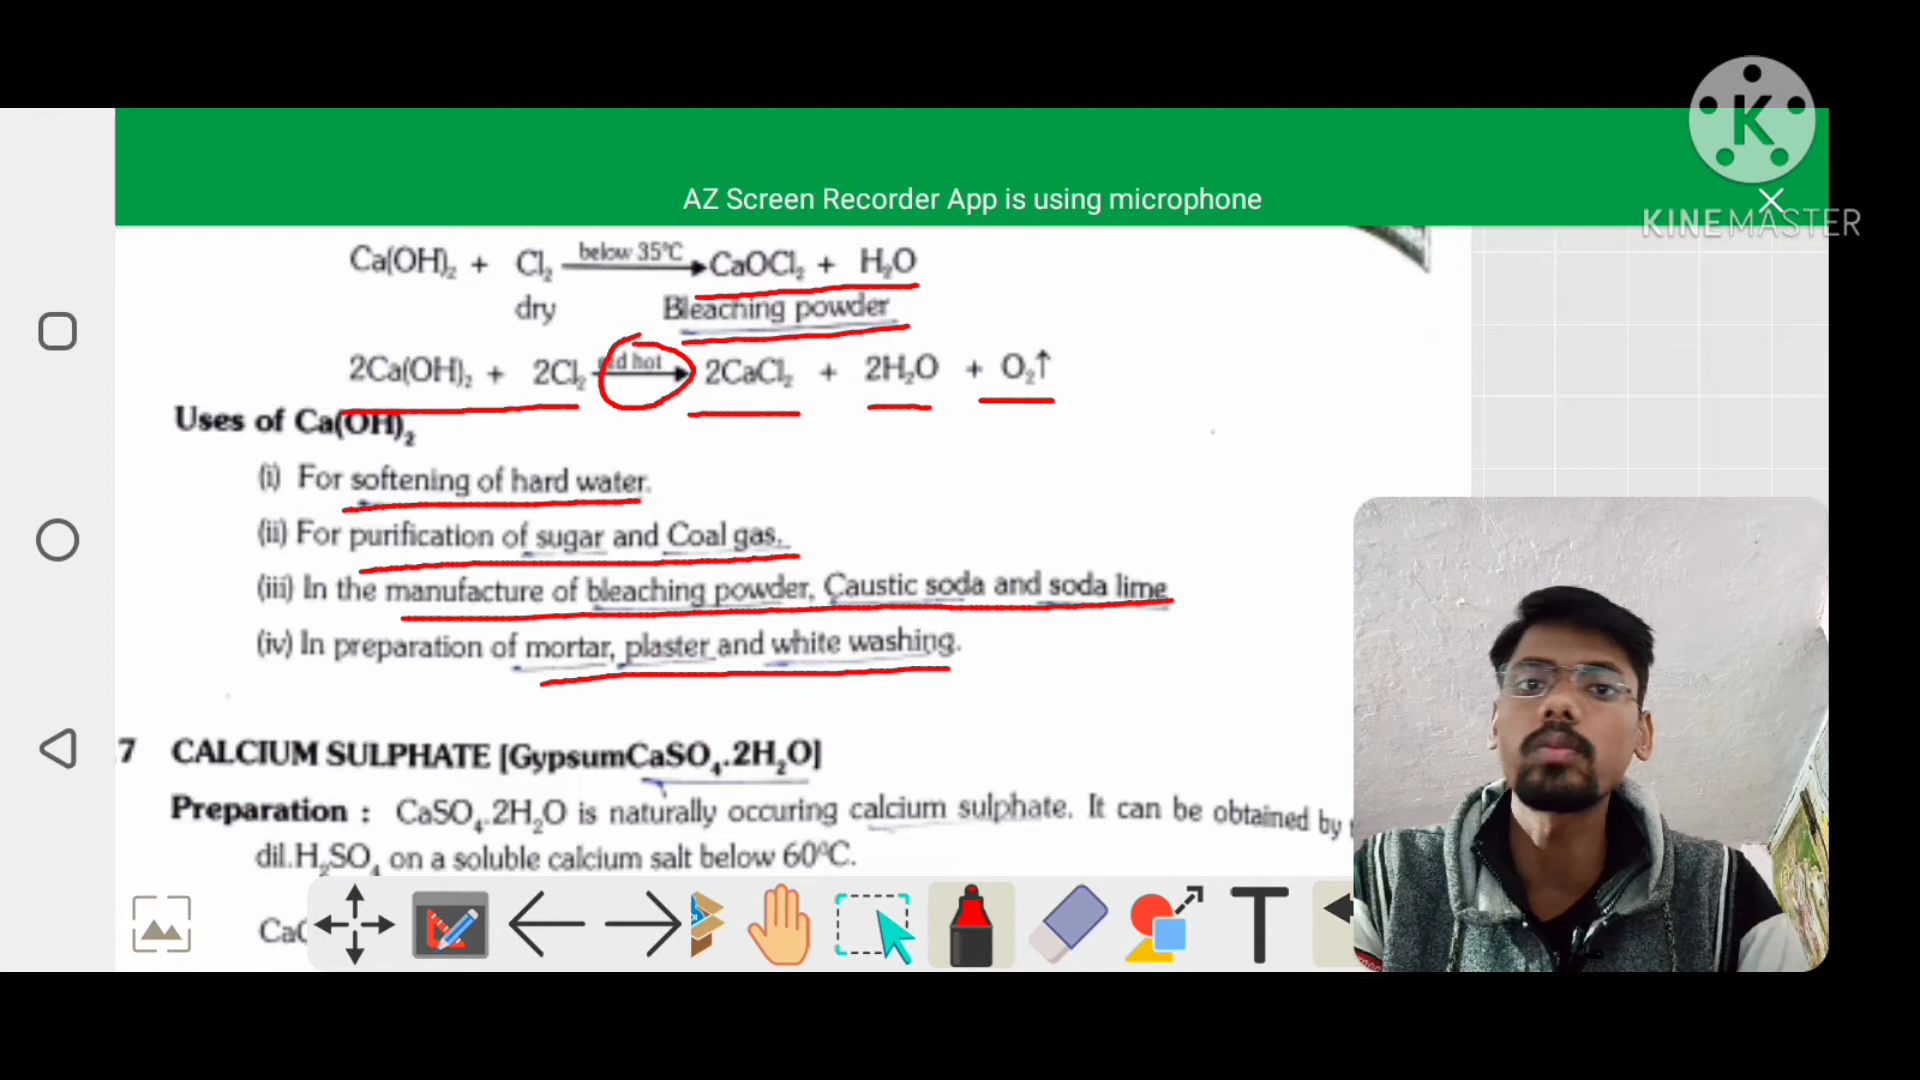 K
KINEMASTER
AZ Screen Recorder App is using microphone
Ca(OH)₂ + Cl₂ below 35°C → CaOCl₂ + H₂O
dry Bleaching powder
2Ca(OH)₂ + 2Cl₂ hot → 2CaCl₂ + 2H₂O + O₂↑
Uses of Ca(OH)₂
(i) For softening of hard water.
(ii) For purification of sugar and Coal gas.
(iii) In the manufacture of bleaching powder, Caustic soda and soda lime
(iv) In preparation of mortar, plaster and white washing.
.7 CALCIUM SULPHATE [GypsumCaSO₄.2H₂O]
Preparation : CaSO₄.2H₂O is naturally occuring calcium sulphate. It can be obtained by
dil.H₂SO₄ on a soluble calcium salt below 60°C.
T